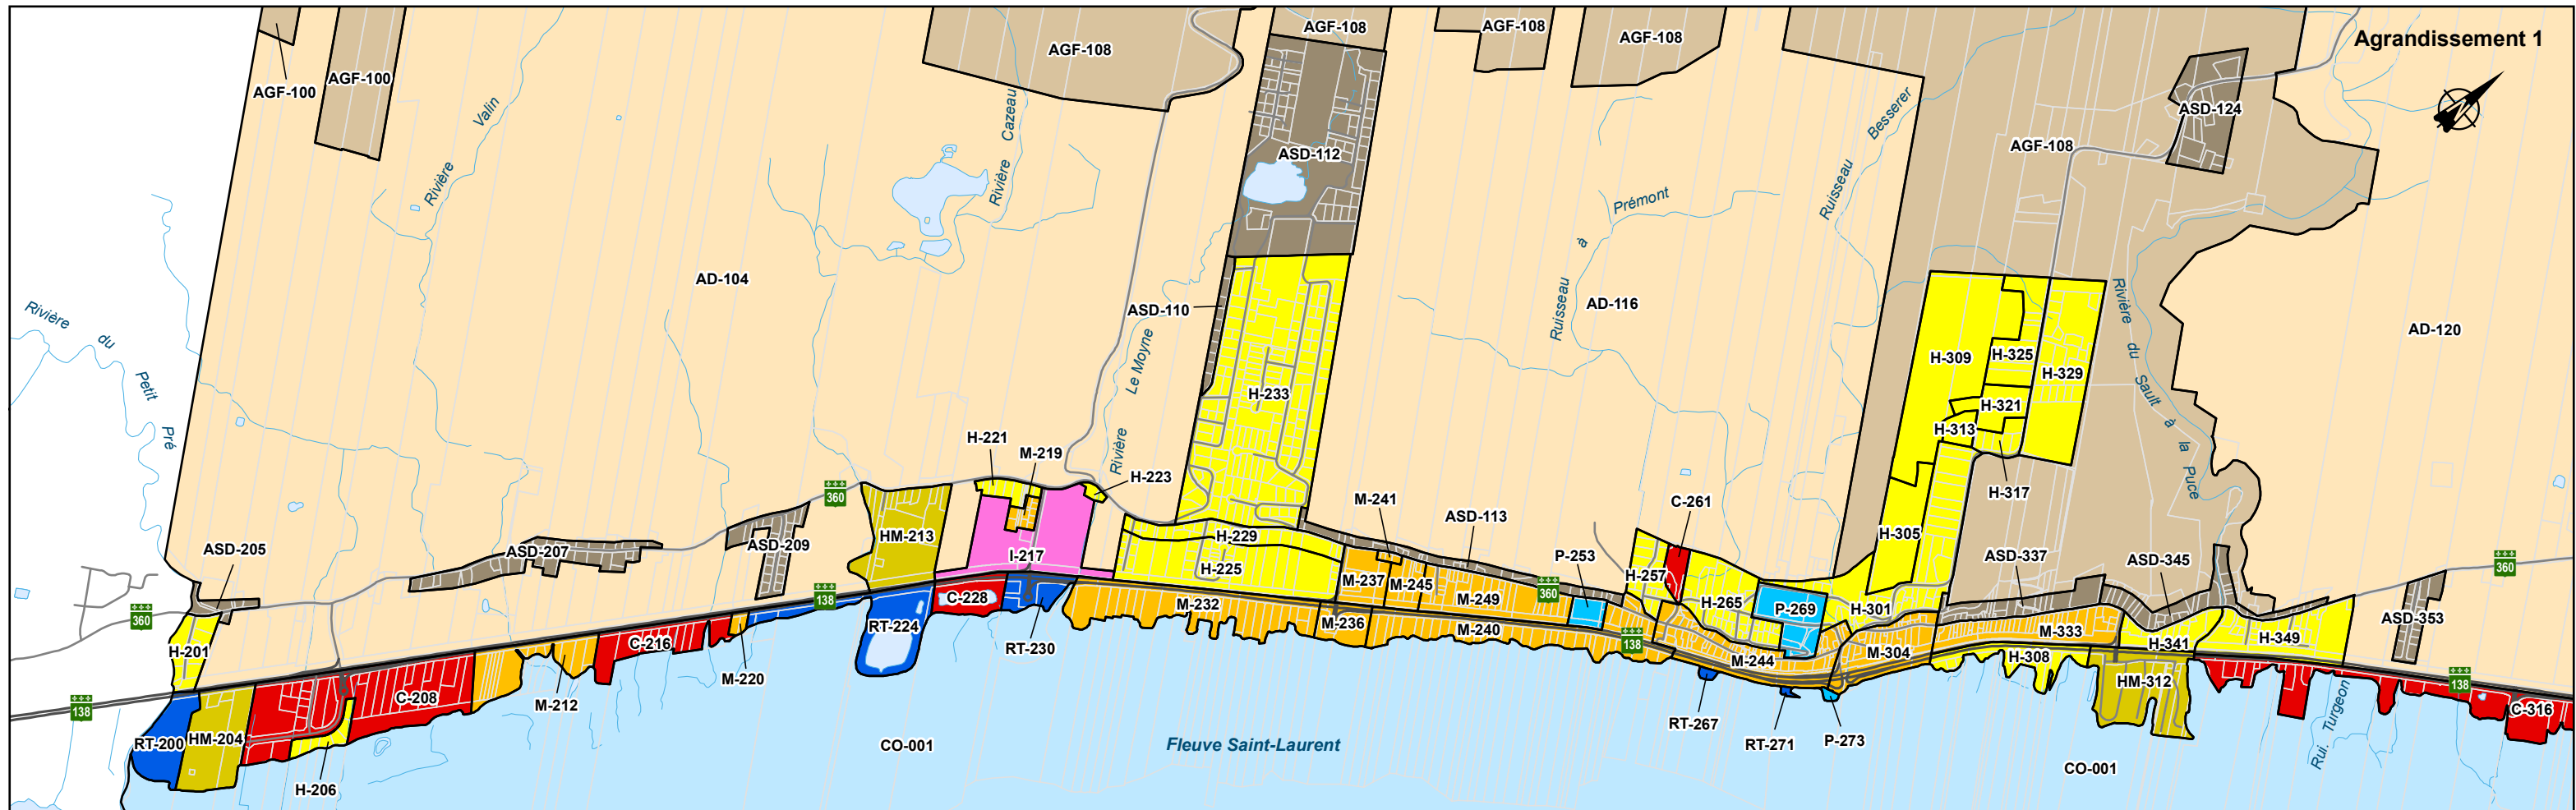 Agrandissement 1
AGF-100
AGF-100
AGF-108
AGF-108
AGF-108
AGF-108
AGF-108
ASD-124
Rivière Valin
Rivière Cazeau
ASD-112
Ruisseau à Prémont
Ruisseau Besserer
AD-104
ASD-110
AD-116
AD-120
Rivière du Petit Pré
Rivière Le Moyne
Rivière du Sault à la Puce
H-233
H-309
H-325
H-329
H-321
H-313
H-317
H-305
H-221
M-219
H-223
360
HM-213
I-217
H-229
H-225
M-241
ASD-113
C-261
P-253
M-237
M-245
M-249
360
H-257
H-265
P-269
H-301
ASD-337
ASD-345
360
ASD-205
ASD-207
ASD-209
360
138
H-201
C-228
RT-224
RT-230
M-232
M-236
M-240
138
M-244
M-304
M-333
H-341
H-349
ASD-353
H-308
HM-312
138
C-316
C-216
M-220
M-212
C-208
138
RT-200
HM-204
H-206
CO-001
Fleuve Saint-Laurent
RT-267
RT-271
P-273
CO-001
Rui. Turgeon